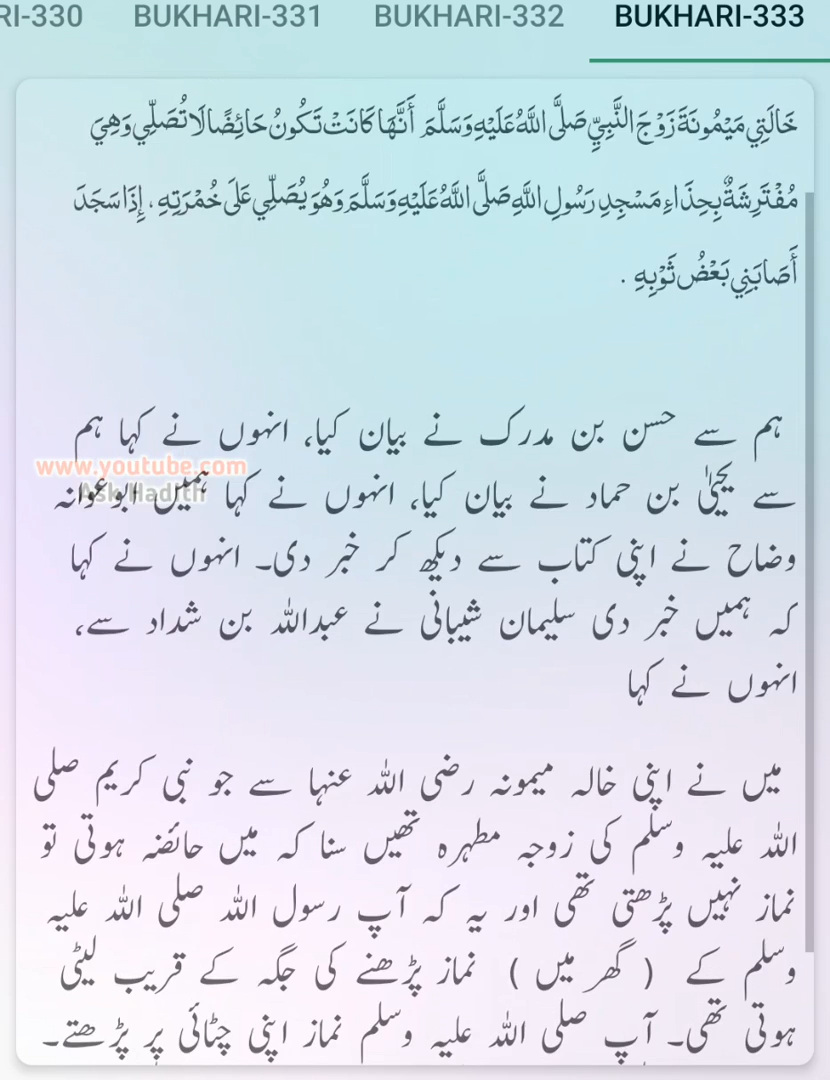 RI-330 BUKHARI-331 BUKHARI-332 BUKHARI-333
خَالَتِي مَيْمُونَةَ زَوْجَ النَّبِيِّ صَلَّى اللَّهُ عَلَيْهِ وَسَلَّمَ أَنَّهَا كَانَتْ تَكُونُ حَائِضًا لَا تُصَلِّي وَهِيَ
مُفْتَرِشَةٌ بِحِذَاءِ مَسْجِدِ رَسُولِ اللَّهِ صَلَّى اللَّهُ عَلَيْهِ وَسَلَّمَ وَهُوَ يُصَلِّي عَلَى خُمْرَتِهِ ، إِذَا سَجَدَ
أَصَابَنِي بَعْضُ ثَوْبِهِ .
ہم سے حسن بن مدرک نے بیان کیا، انہوں نے کہا ہم
www.youtube.com
سے یحییٰ بن حماد نے بیان کیا، انہوں نے کہا ہمیں ابوعوانہ
Ask Hadith
وضاح نے اپنی کتاب سے دیکھ کر خبر دی۔ انہوں نے کہا
کہ ہمیں خبر دی سلیمان شیبانی نے عبداللہ بن شداد سے،
انہوں نے کہا
میں نے اپنی خالہ میمونہ رضی اللہ عنہا سے جو نبی کریم صلی
اللہ علیہ وسلم کی زوجہ مطہرہ تھیں سنا کہ میں حائضہ ہوتی تو
نماز نہیں پڑھتی تھی اور یہ کہ آپ رسول اللہ صلی اللہ علیہ
وسلم کے ( گھر میں ) نماز پڑھنے کی جگہ کے قریب لیٹی
ہوتی تھی۔ آپ صلی اللہ علیہ وسلم نماز اپنی چٹائی پر پڑھتے۔